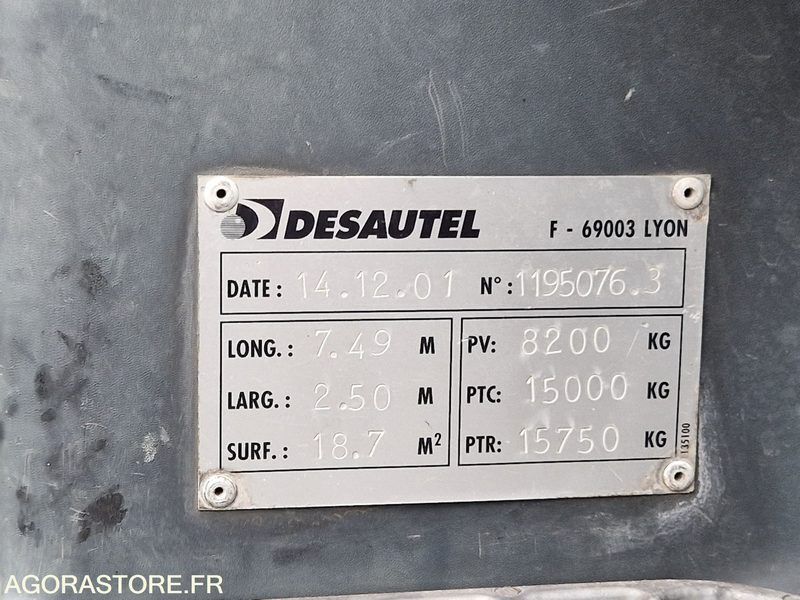 DESAUTEL F - 69003 LYON
DATE : 14.12.01 N° : 1195076.3
LONG. : 7.49 M
LARG. : 2.50 M
SURF. : 18.7 M²
PV: 8200 KG
PTC: 15000 KG
PTR: 15750 KG
135100
AGORASTORE.FR